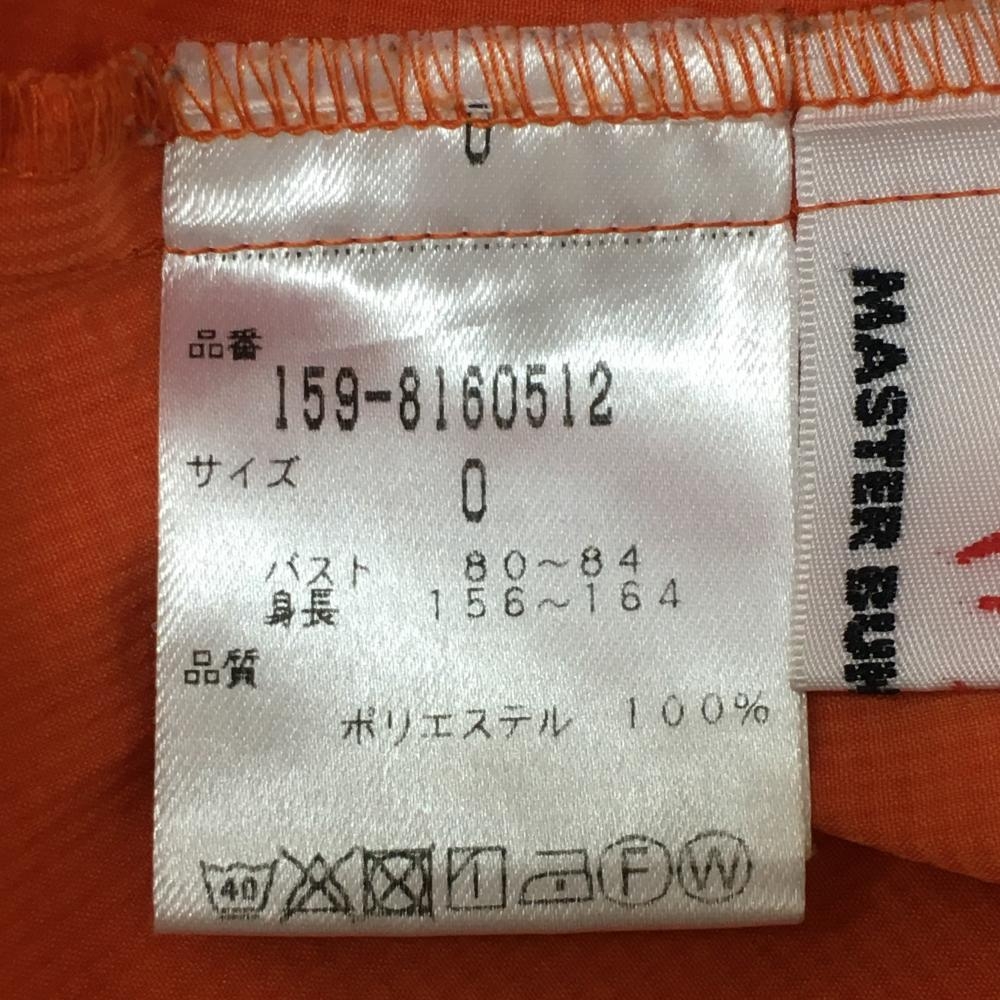 0
品番
159-8160512
サイズ
0
バスト 80～84
身長 156～164
品質
ポリエステル 100%
40
F
W
MASTER BUN